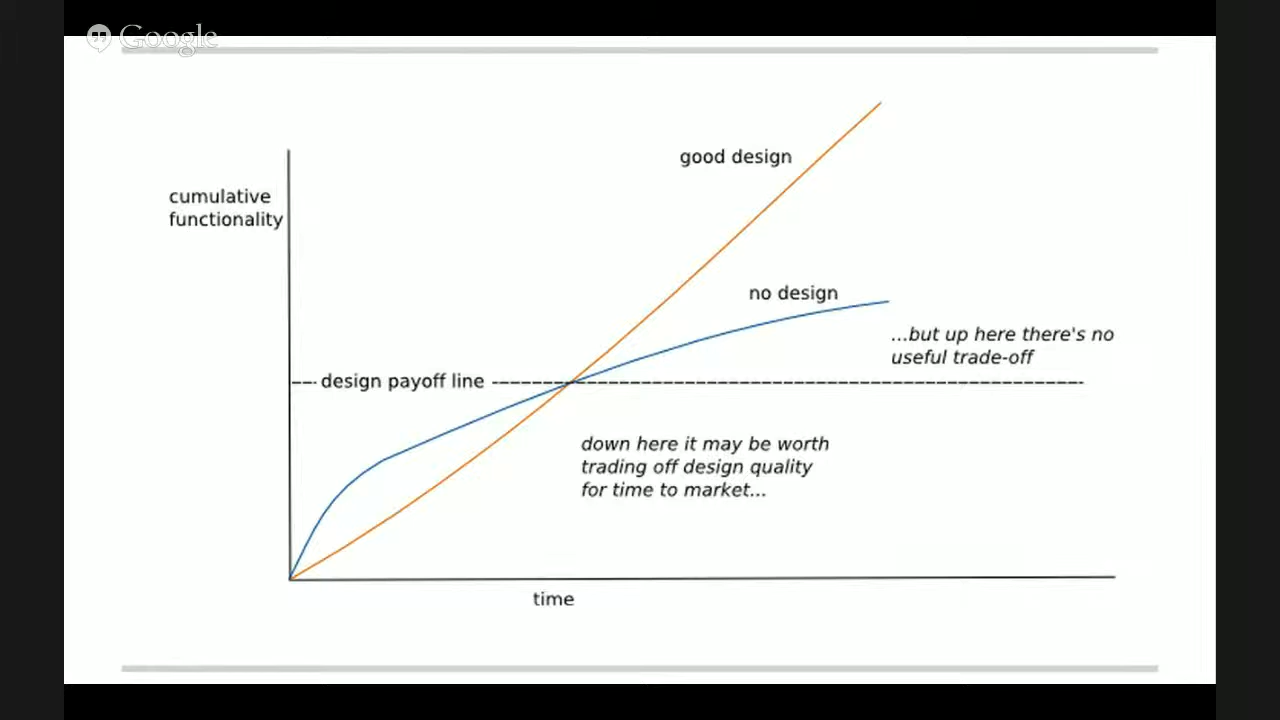 Google
good design
cumulative
functionality
no design
...but up here there's no
useful trade-off
design payoff line
down here it may be worth
trading off design quality
for time to market...
time